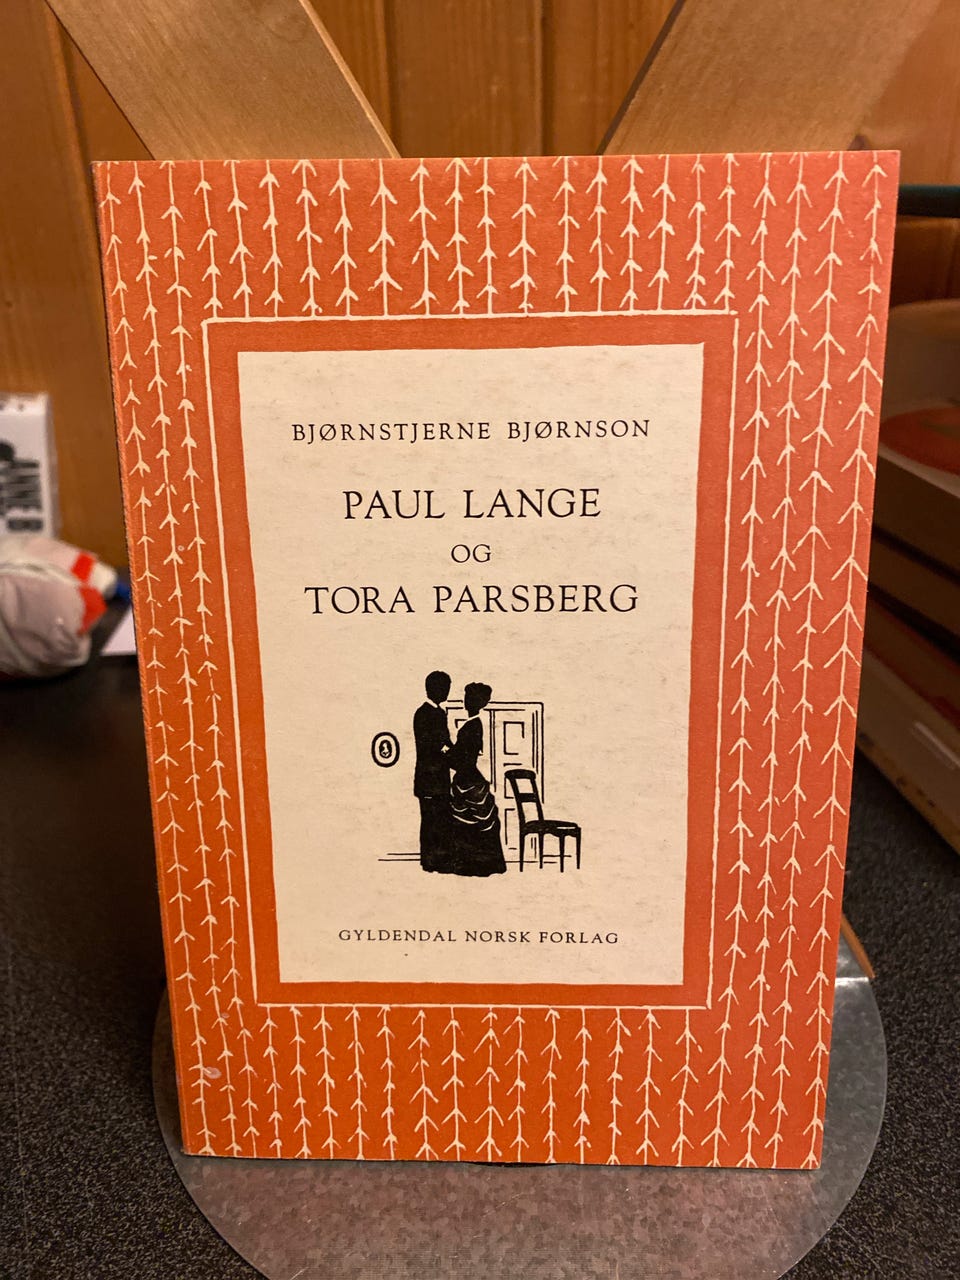 BJØRNSTJERNE BJØRNSON
PAUL LANGE
OG
TORA PARSBERG
GYLDENDAL NORSK FORLAG